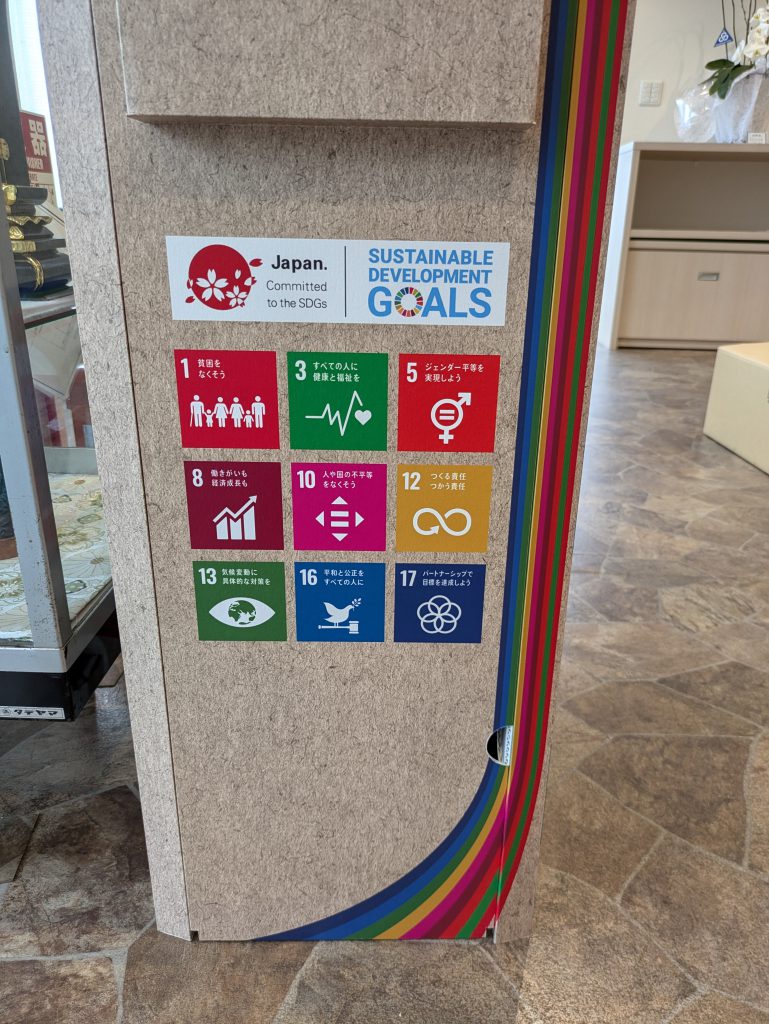 器
Japan.
Committed
to the SDGs
SUSTAINABLE
DEVELOPMENT
GOALS
1 貧困を
なくそう
3 すべての人に
健康と福祉を
5 ジェンダー平等を
実現しよう
8 働きがいも
経済成長も
10 人や国の不平等
をなくそう
12 つくる責任
つかう責任
13 気候変動に
具体的な対策を
16 平和と公正を
すべての人に
17 パートナーシップで
目標を達成しよう
タテヤマ